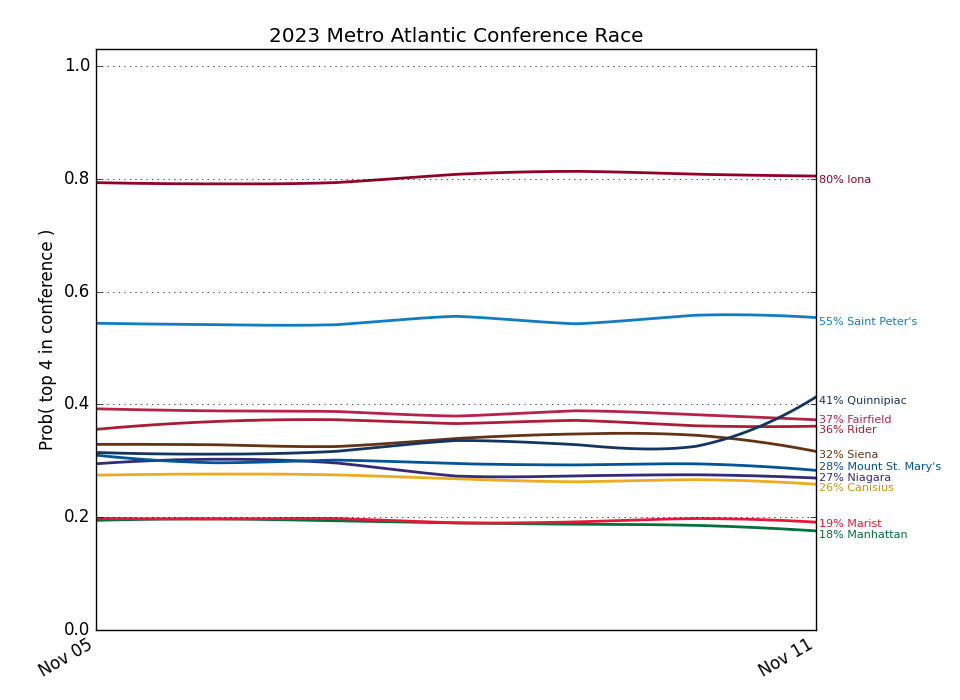 2023 Metro Atlantic Conference Race
Prob( top 4 in conference )
1.0
0.8
0.6
0.4
0.2
0.0
Nov 05
Nov 11
80% Iona
55% Saint Peter's
41% Quinnipiac
37% Fairfield
36% Rider
32% Siena
28% Mount St. Mary's
27% Niagara
26% Canisius
19% Marist
18% Manhattan